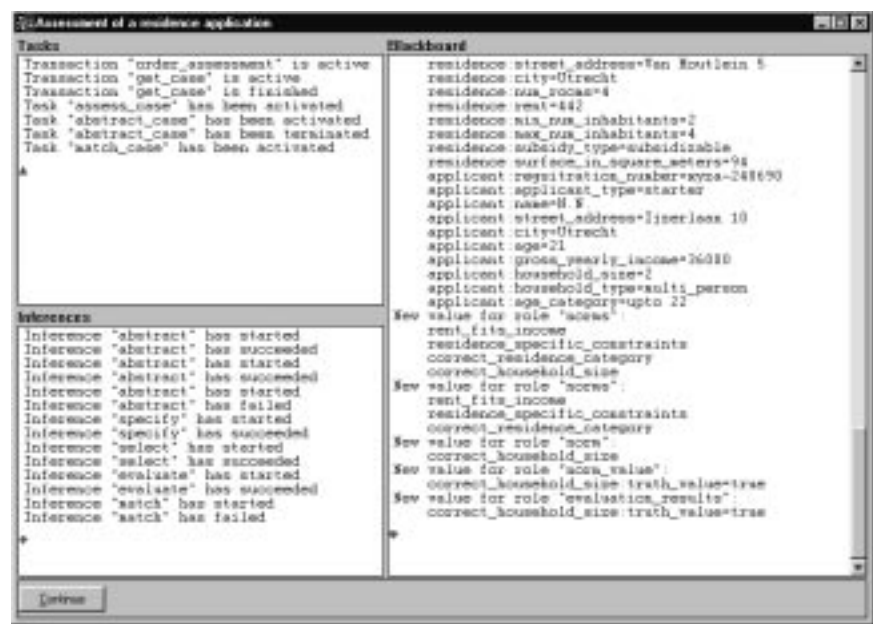 Assessment of a residence application
Tasks
Transaction "order_assessment" is active
Transaction "get_case" is active
Transaction "get_case" is finished
Task "assess_case" has been activated
Task "abstract_case" has been activated
Task "abstract_case" has been terminated
Task "match_case" has been activated
Inferences
Inference "abstract" has started
Inference "abstract" has succeeded
Inference "abstract" has started
Inference "abstract" has succeeded
Inference "abstract" has started
Inference "abstract" has failed
Inference "specify" has started
Inference "specify" has succeeded
Inference "select" has started
Inference "select" has succeeded
Inference "evaluate" has started
Inference "evaluate" has succeeded
Inference "match" has started
Inference "match" has failed
Blackboard
residence:street_address=Van Houtlein 5
residence:city=Utrecht
residence:num_rooms=4
residence:rent=442
residence:min_num_inhabitants=2
residence:max_num_inhabitants=4
residence:subsidy_type=subsidizable
residence:surface_in_square_meters=94
applicant:regsitration_number=xyza-240690
applicant:applicant_type=starter
applicant:name=N.N
applicant:street_address=Ijzerlaan 10
applicant:city=Utrecht
applicant:age=21
applicant:gross_yearly_income=36000
applicant:household_size=2
applicant:household_type=multi_person
applicant:age_category=upto 22
New value for role "norms":
rent_fits_income
residence_specific_constraints
correct_residence_category
correct_household_size
New value for role "norms":
rent_fits_income
residence_specific_constraints
correct_residence_category
New value for role "norm":
correct_household_size
New value for role "norm_value":
correct_household_size:truth_value=true
New value for role "evaluation_results":
correct_household_size:truth_value=true
Continue